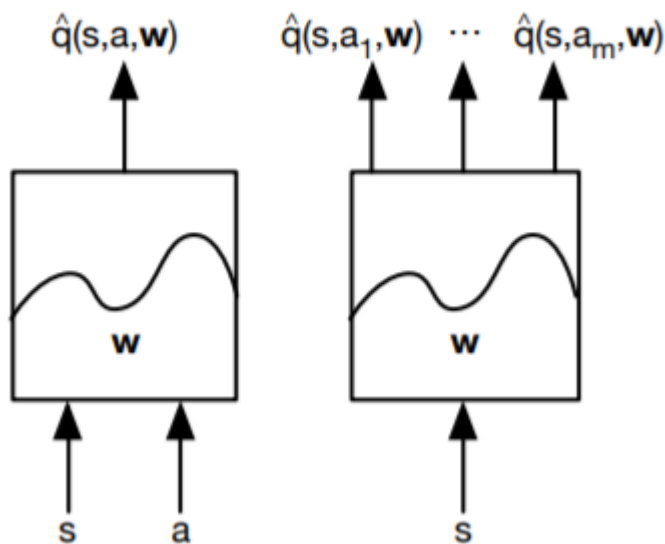 q̂(s,a,w) q̂(s,a₁,w) ··· q̂(s,aₘ,w)
w w
s a s